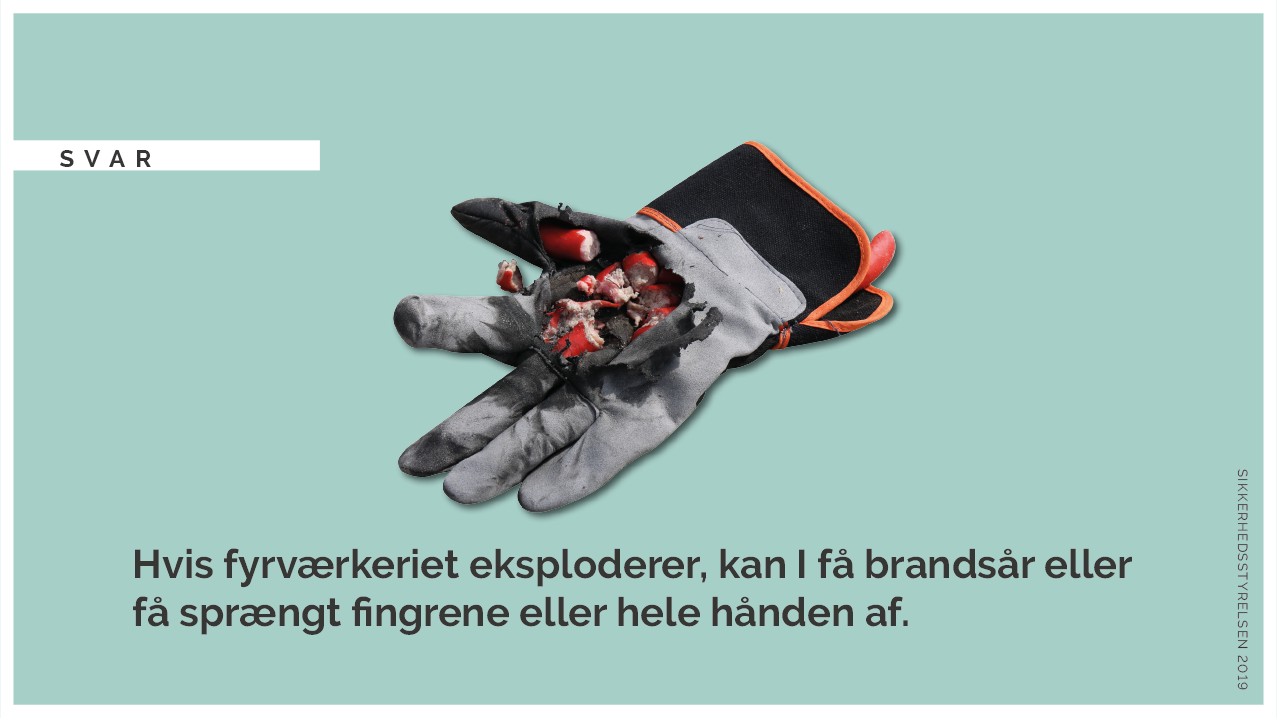 SVAR
Hvis fyrværkeriet eksploderer, kan I få brandsår eller
få sprængt fingrene eller hele hånden af.
SIKKERHEDSSTYRELSEN 2019